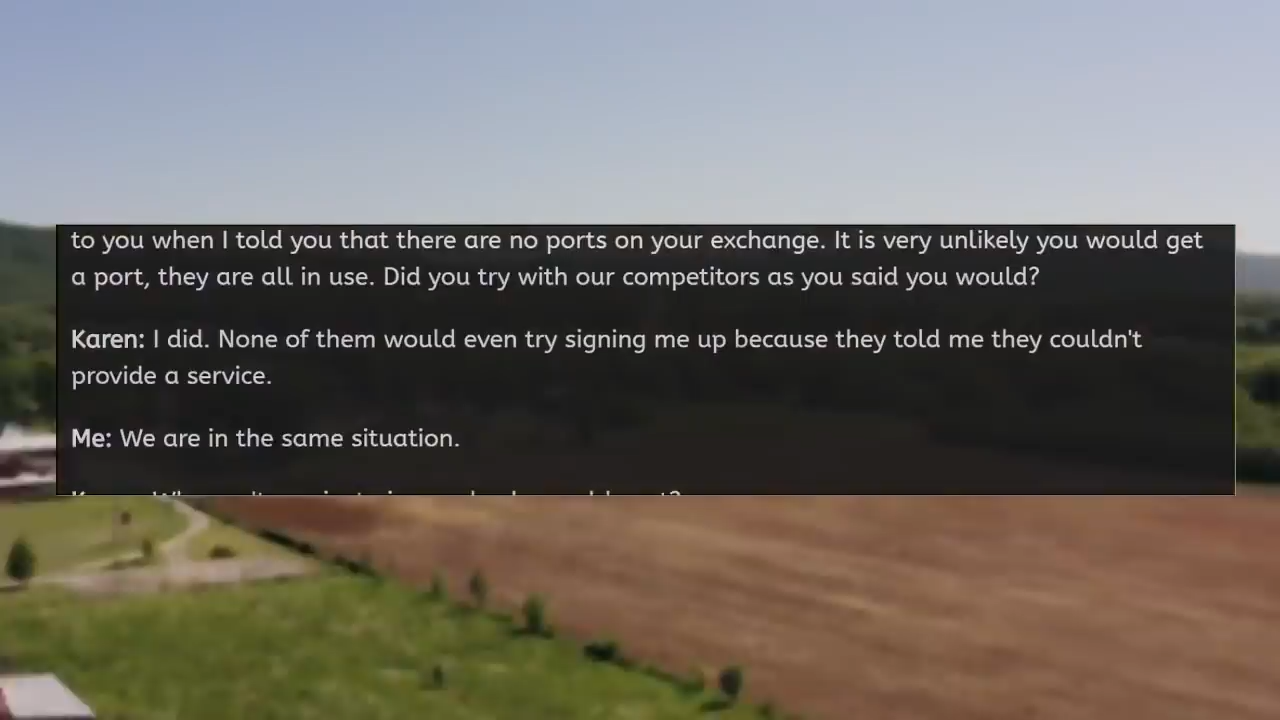 to you when I told you that there are no ports on your exchange. It is very unlikely you would get
a port, they are all in use. Did you try with our competitors as you said you would?
Karen: I did. None of them would even try signing me up because they told me they couldn't
provide a service.
Me: We are in the same situation.